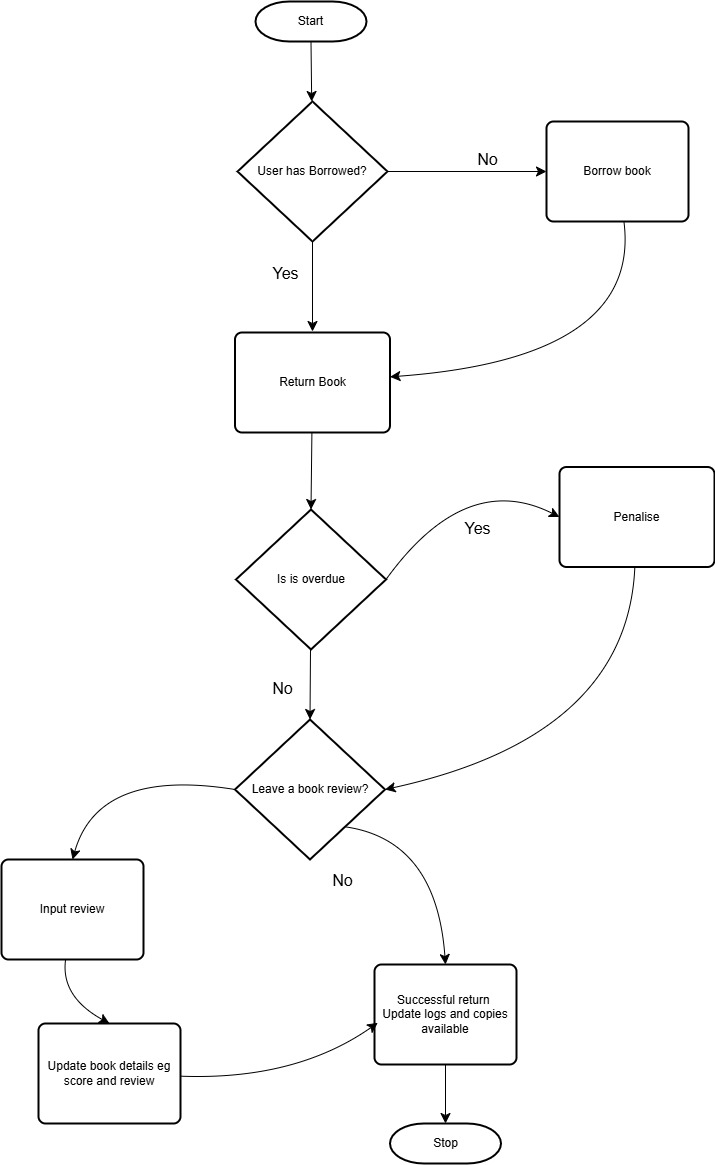 Start
User has Borrowed?
No
Borrow book
Yes
Return Book
Is is overdue
Yes
Penalise
No
Leave a book review?
No
Input review
Successful return
Update logs and copies
available
Update book details eg
score and review
Stop